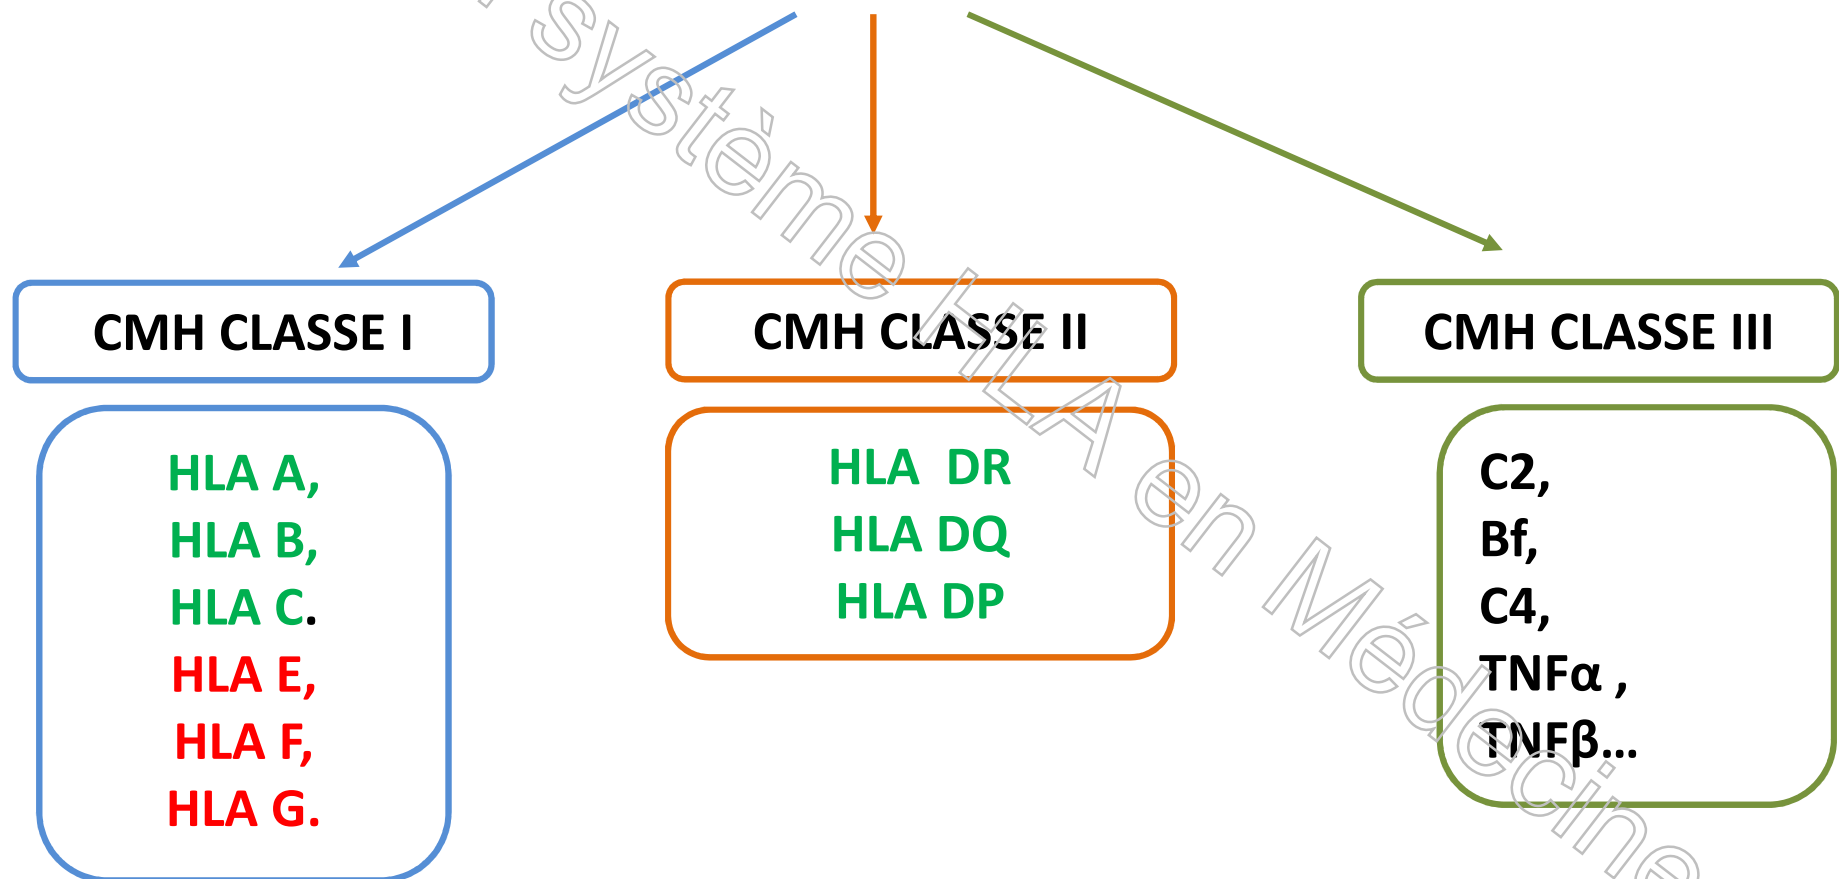 système HLA en Médecine
CMH CLASSE I
HLA A,
HLA B,
HLA C.
HLA E,
HLA F,
HLA G.
CMH CLASSE II
HLA  DR
HLA DQ
HLA DP
CMH CLASSE III
C2,
Bf,
C4,
TNFα ,
TNFβ...